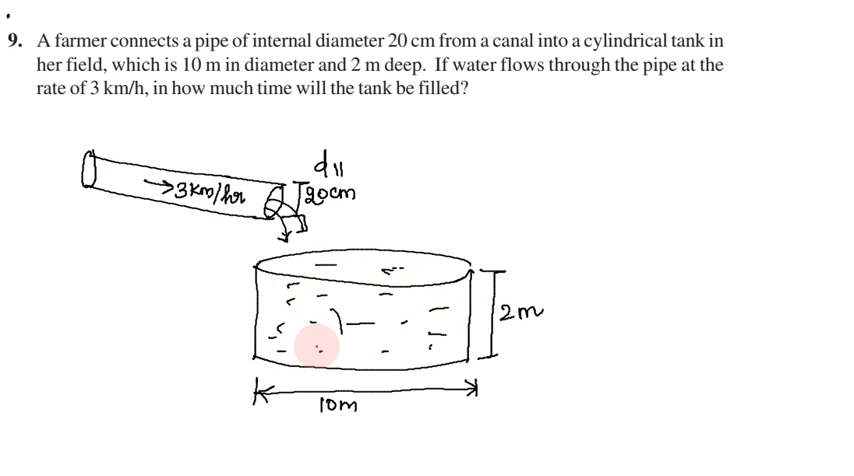 9. A farmer connects a pipe of internal diameter 20 cm from a canal into a cylindrical tank in
her field, which is 10 m in diameter and 2 m deep. If water flows through the pipe at the
rate of 3 km/h, in how much time will the tank be filled?
d =
→3km/hr 20cm
2m
10m